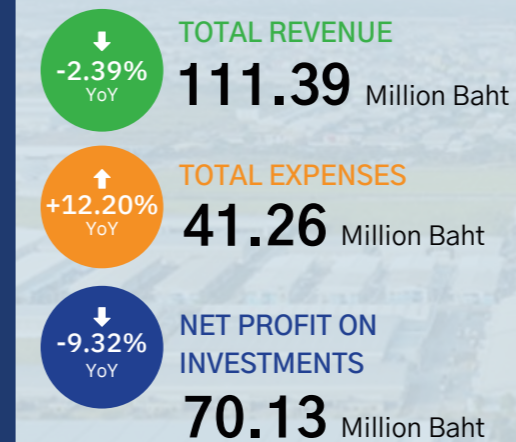 -2.39%
YoY
TOTAL REVENUE
111.39 Million Baht
+12.20%
YoY
TOTAL EXPENSES
41.26 Million Baht
-9.32%
YoY
NET PROFIT ON
INVESTMENTS
70.13 Million Baht